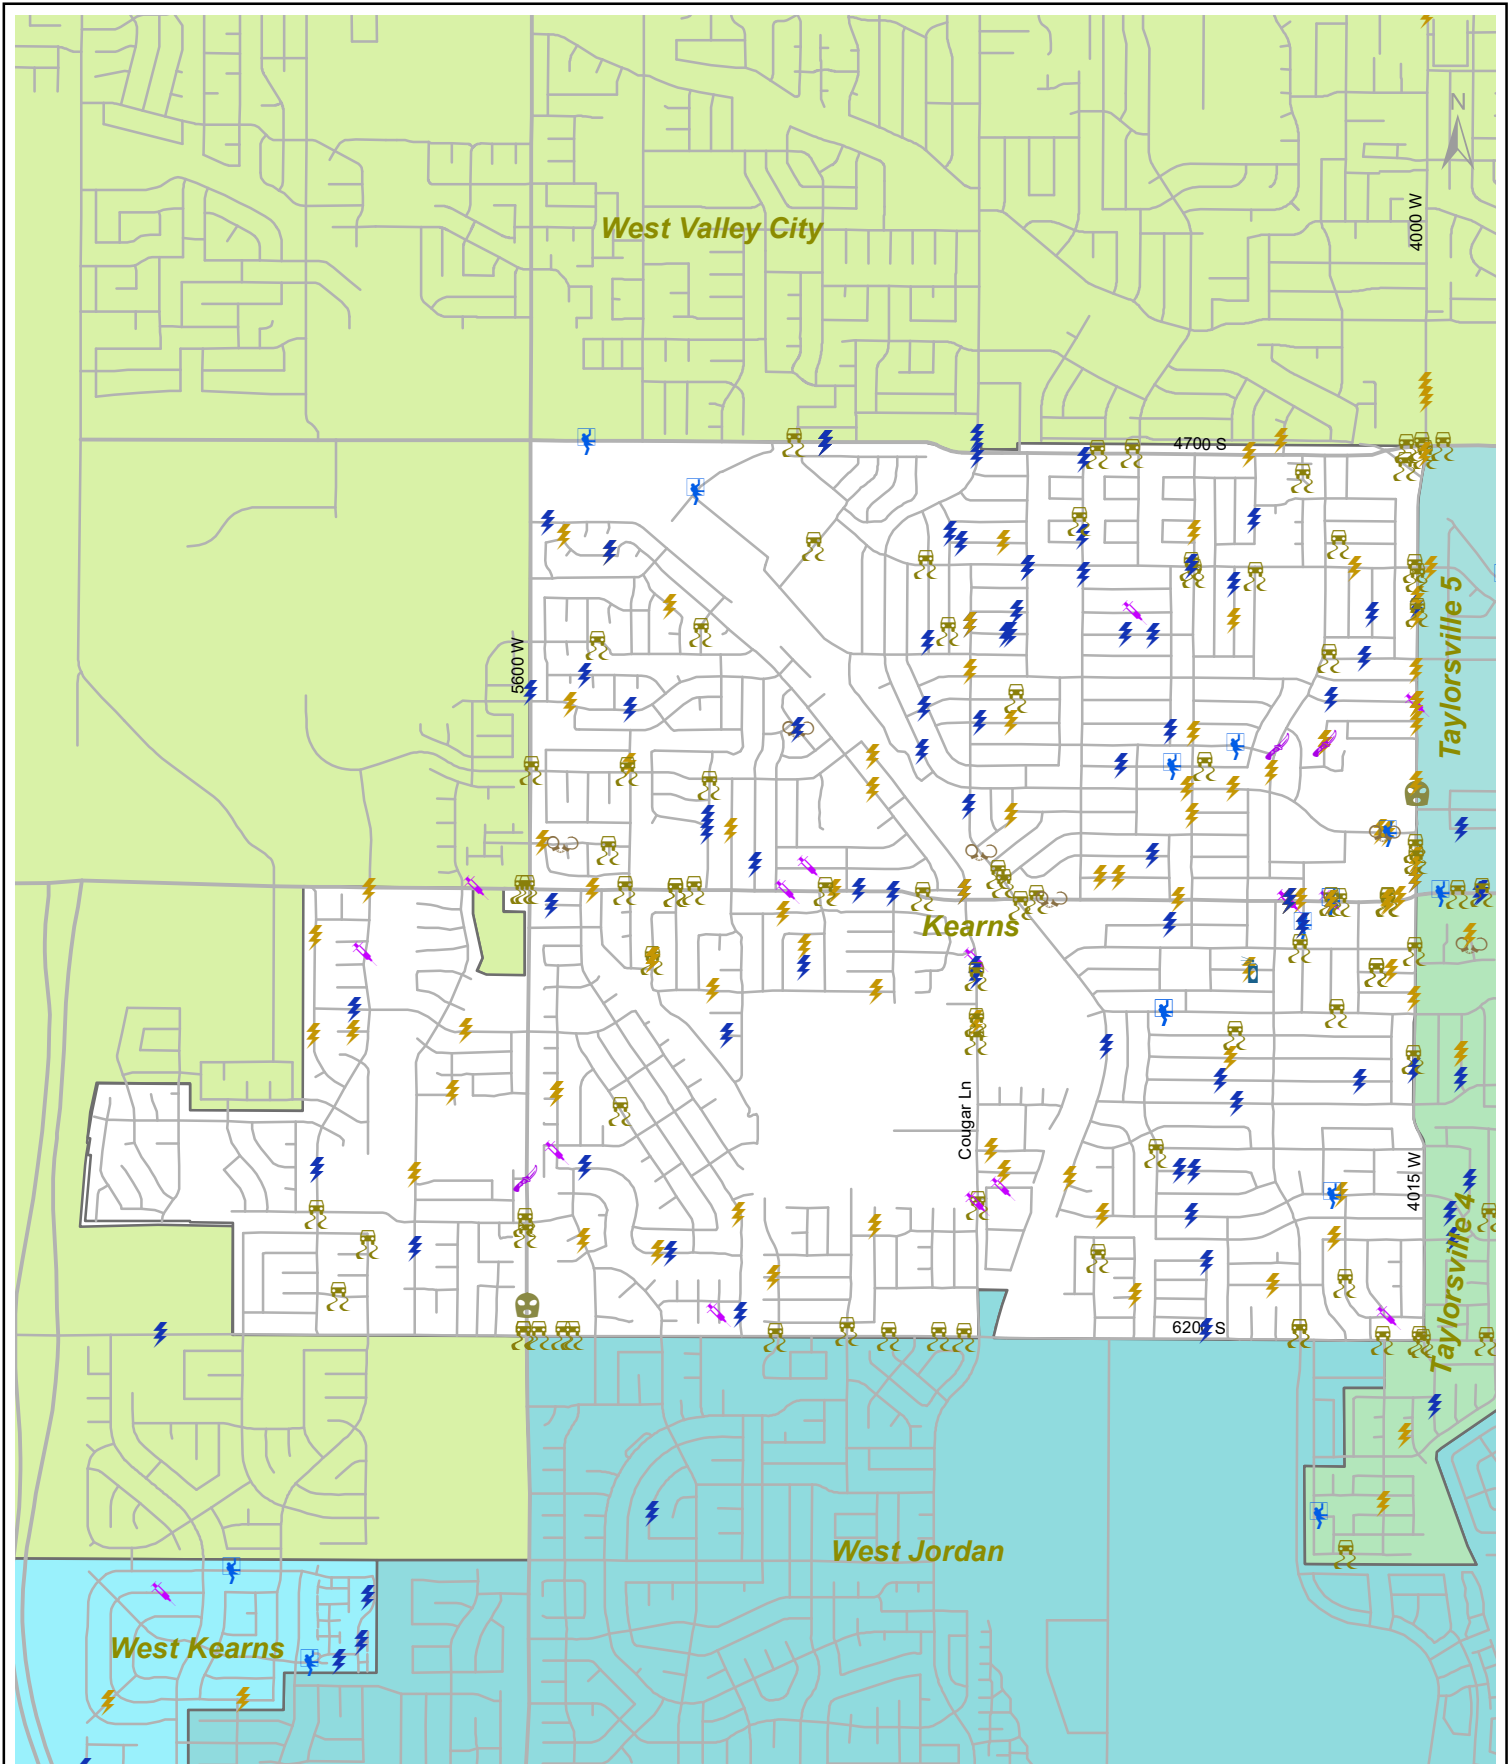 N
West Valley City
4000 W
4700 S
Taylorsville 5
5600 W
Kearns
Cougar Ln
4015 W
Taylorsville 4
S
West Jordan
West Kearns